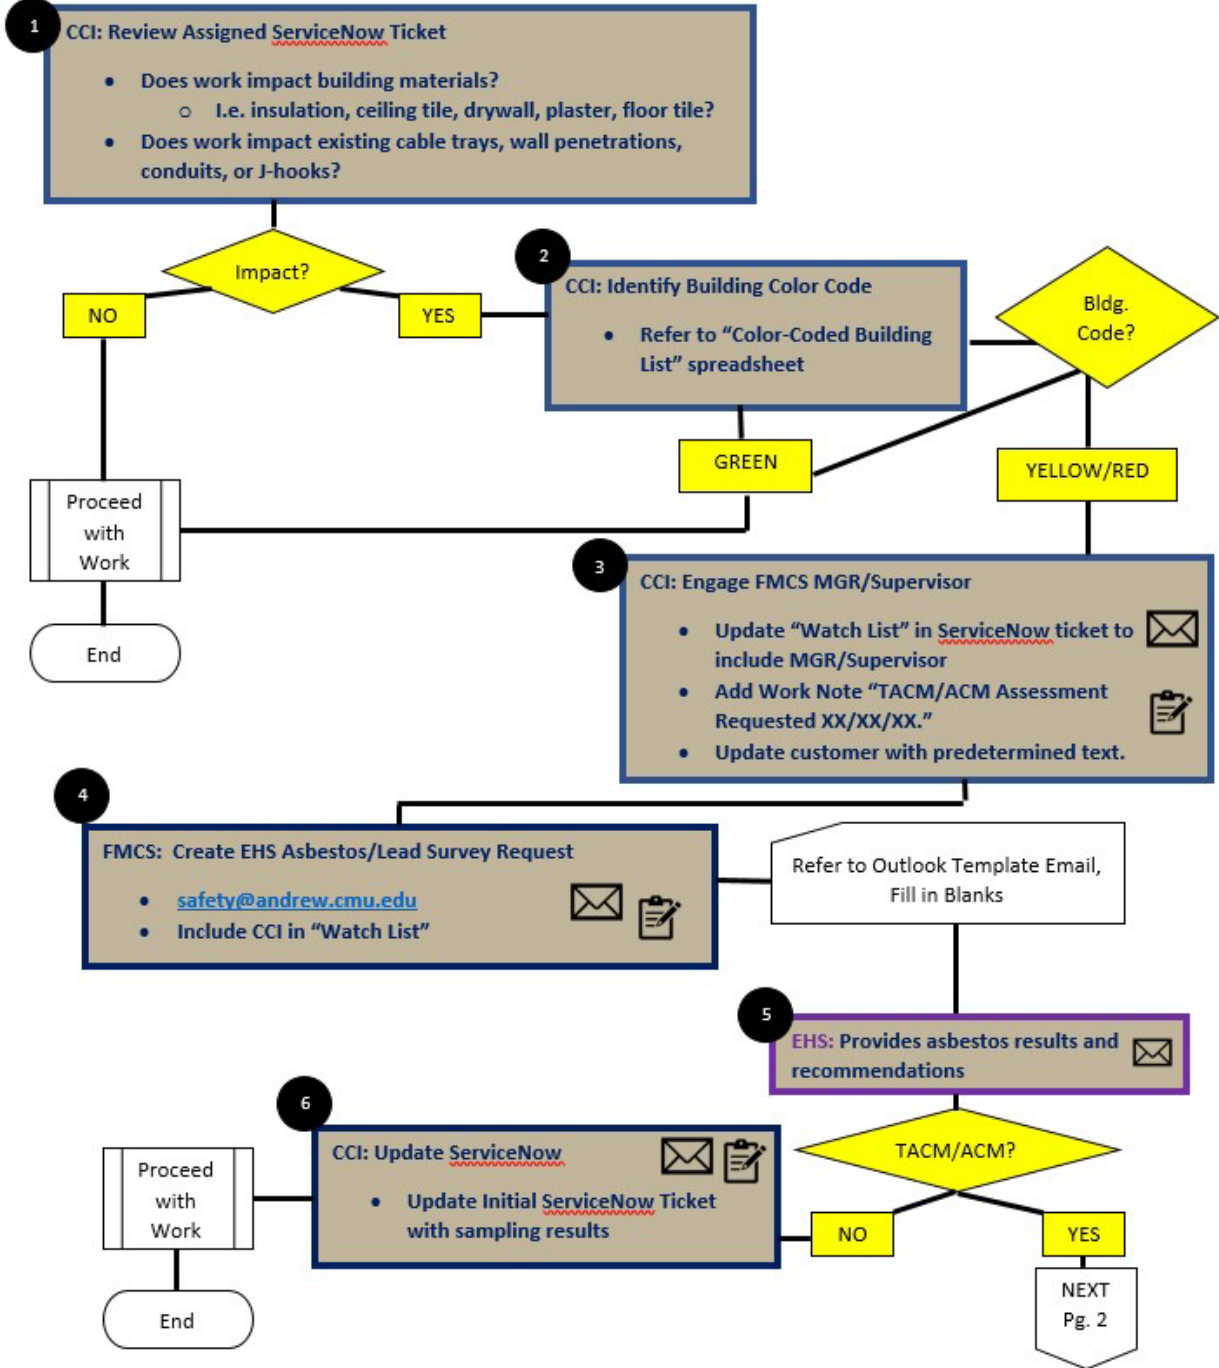 1
CCI: Review Assigned ServiceNow Ticket
• Does work impact building materials?
o I.e. insulation, ceiling tile, drywall, plaster, floor tile?
• Does work impact existing cable trays, wall penetrations,
conduits, or J-hooks?
Impact?
NO
YES
2
CCI: Identify Building Color Code
• Refer to “Color-Coded Building
List” spreadsheet
Bldg.
Code?
GREEN
YELLOW/RED
Proceed
with
Work
End
3
CCI: Engage FMCS MGR/Supervisor
• Update “Watch List” in ServiceNow ticket to
include MGR/Supervisor
• Add Work Note “TACM/ACM Assessment
Requested XX/XX/XX.”
• Update customer with predetermined text.
4
FMCS: Create EHS Asbestos/Lead Survey Request
• safety@andrew.cmu.edu
• Include CCI in “Watch List”
Refer to Outlook Template Email,
Fill in Blanks
5
EHS: Provides asbestos results and
recommendations
TACM/ACM?
NO
YES
NEXT
Pg. 2
6
CCI: Update ServiceNow
• Update Initial ServiceNow Ticket
with sampling results
Proceed
with
Work
End